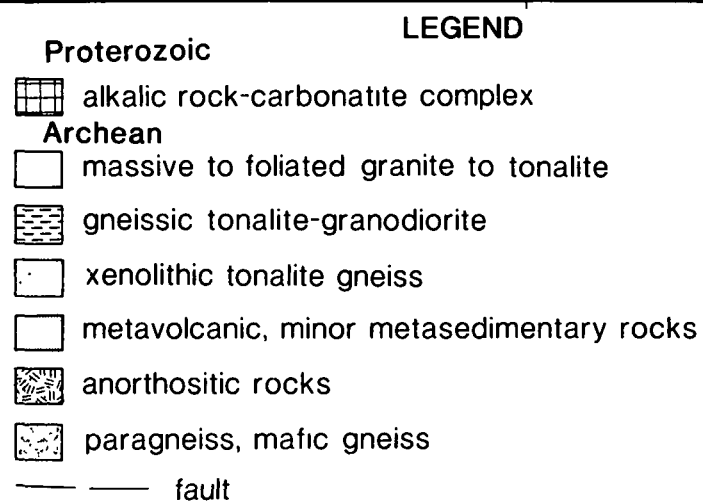 LEGEND
Proterozoic
alkalic rock-carbonatite complex
Archean
massive to foliated granite to tonalite
gneissic tonalite-granodiorite
xenolithic tonalite gneiss
metavolcanic, minor metasedimentary rocks
anorthositic rocks
paragneiss, mafic gneiss
fault